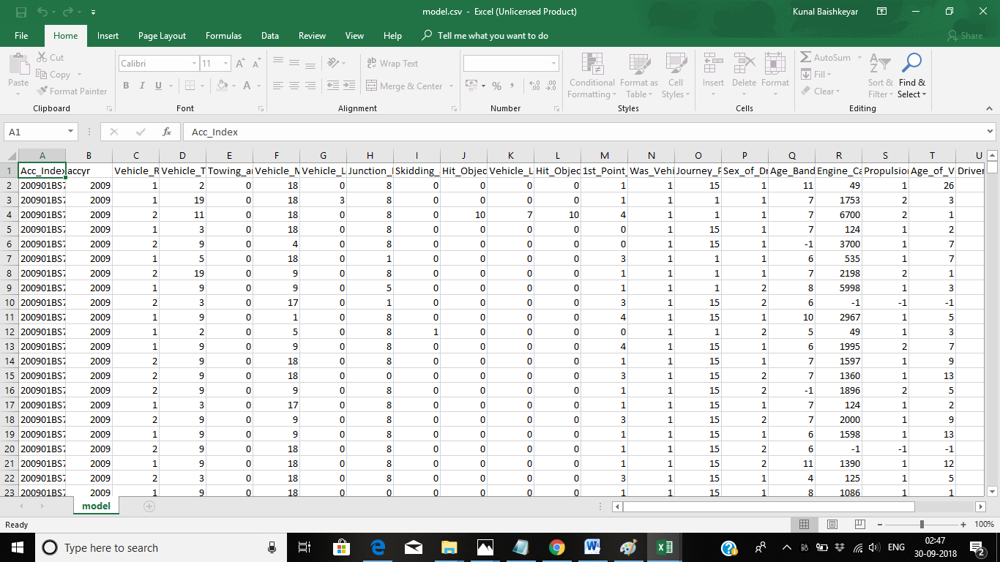 model.csv - Excel (Unlicensed Product) Kunal Baishkeyar
File Home Insert Page Layout Formulas Data Review View Help Tell me what you want to do Share
Cut Calibri 11 Wrap Text AutoSum
Copy Fill
Paste Format Painter B I U Merge & Center % Conditional Formatting Format as Table Cell Styles Insert Delete Format Clear Sort & Filter Find & Select
Clipboard Font Alignment Number Styles Cells Editing
A1 fx Acc_Index
A B C D E F G H I J K L M N O P Q R S T U
1 Acc_Index accyr Vehicle_R Vehicle_T Towing_a Vehicle_M Vehicle_L Junction_ Skidding_ Hit_Objec Vehicle_L Hit_Objec 1st_Point_ Was_Vehi Journey_P Sex_of_Dr Age_Band Engine_Ca Propulsion Age_of_V Driver
2 200901BS7 2009 1 2 0 18 0 8 0 0 0 0 1 1 15 1 11 49 1 26
3 200901BS7 2009 1 19 0 18 3 8 0 0 0 0 1 1 1 1 7 1753 2 3
4 200901BS7 2009 2 11 0 18 0 8 0 10 7 10 4 1 1 1 7 6700 2 1
5 200901BS7 2009 1 3 0 18 0 8 0 0 0 0 0 1 15 1 7 124 1 2
6 200901BS7 2009 2 9 0 4 0 8 0 0 0 0 0 1 15 1 -1 3700 1 7
7 200901BS7 2009 1 5 0 18 0 1 0 0 0 0 3 1 1 1 6 535 1 7
8 200901BS7 2009 2 19 0 9 0 8 0 0 0 0 1 1 1 1 7 2198 2 1
9 200901BS7 2009 1 9 0 9 0 5 0 0 0 0 1 1 1 2 8 5998 1 3
10 200901BS7 2009 2 3 0 17 0 1 0 0 0 0 3 1 15 2 6 -1 -1 -1
11 200901BS7 2009 1 9 0 1 0 8 0 0 0 0 4 1 15 1 10 2967 1 5
12 200901BS7 2009 1 2 0 5 0 8 1 0 0 0 0 1 1 2 5 49 1 3
13 200901BS7 2009 1 9 0 9 0 8 0 0 0 0 4 1 15 1 6 1995 2 7
14 200901BS7 2009 2 9 0 18 0 8 0 0 0 0 1 1 15 1 7 1597 1 9
15 200901BS7 2009 2 9 0 18 0 0 0 0 0 0 3 1 15 2 7 1360 1 13
16 200901BS7 2009 2 9 0 9 0 8 0 0 0 0 1 1 15 2 -1 1896 2 5
17 200901BS7 2009 1 3 0 17 0 8 0 0 0 0 1 1 15 1 7 124 1 2
18 200901BS7 2009 2 9 0 9 0 8 0 0 0 0 3 1 15 2 7 2000 1 9
19 200901BS7 2009 1 9 0 9 0 8 0 0 0 0 1 1 15 1 6 1598 1 13
20 200901BS7 2009 2 9 0 18 0 8 0 0 0 0 1 1 15 2 6 -1 -1 -1
21 200901BS7 2009 1 9 0 18 0 8 0 0 0 0 1 1 15 2 11 1390 1 12
22 200901BS7 2009 2 3 0 18 0 8 0 0 0 0 3 1 15 1 4 125 1 5
23 200901BS7 2009 1 9 0 18 0 0 0 0 0 0 1 1 15 1 8 1086 1 1
model
Ready 100%
Type here to search ENG 02:47
30-09-2018 2